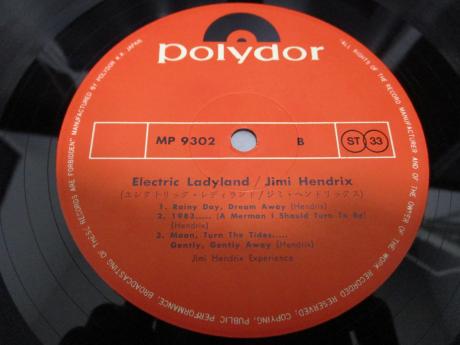 polydor
MP 9302 B ST 33
Electric Ladyland / Jimi Hendrix
(エレクトリック・レディランド / ジミ・ヘンドリックス)
1. Rainy Day, Dream Away (Hendrix)
2. 1983..... (A Merman I Should Turn To Be)
(Hendrix)
3. Moon, Turn The Tides.....
Gently, Gently Away (Hendrix)
Jimi Hendrix Experience
MANUFACTURED BY POLYDOR K.K. JAPAN.
"ALL RIGHTS OF THE RECORD MANUFACTURER AND OF THE OWNER OF THE WORK RECORDED RESERVED, COPYING, PUBLIC PERFORMANCE, BROADCASTING OF THESE RECORDS ARE FORBIDDEN"